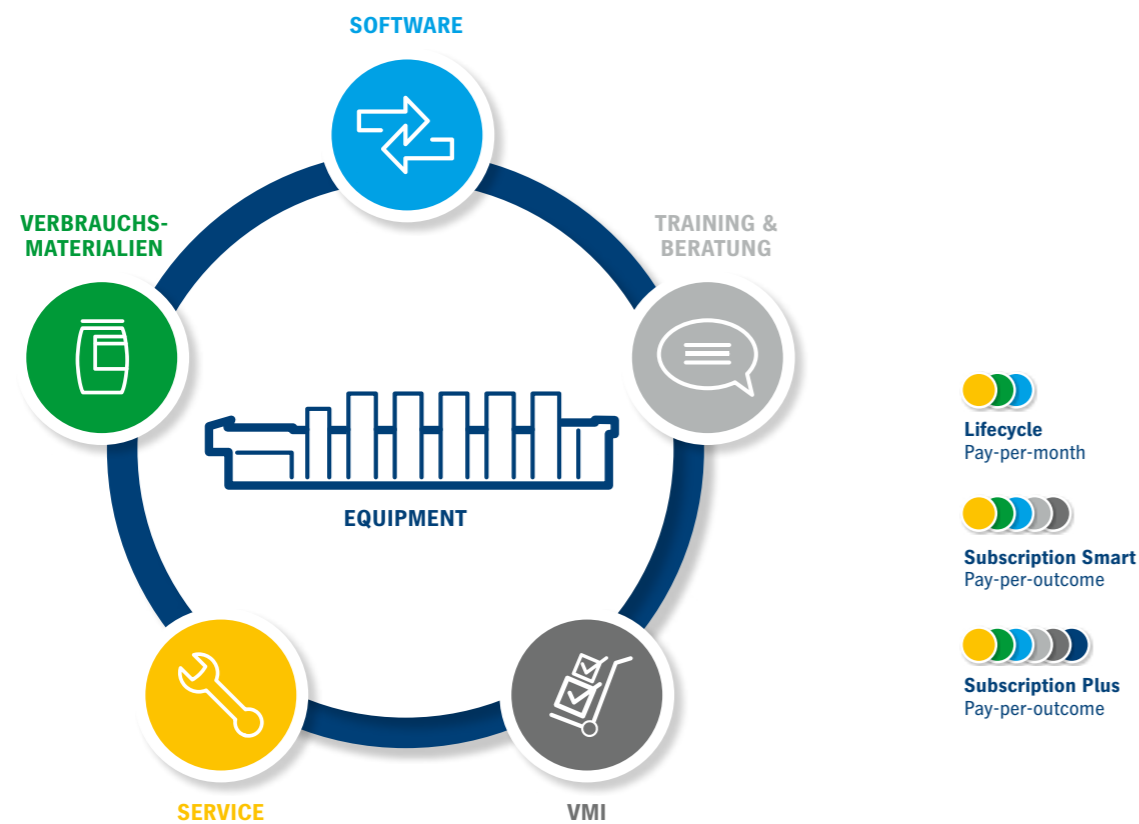 SOFTWARE
VERBRAUCHS-
MATERIALIEN
TRAINING &
BERATUNG
EQUIPMENT
SERVICE
VMI
Lifecycle
Pay-per-month
Subscription Smart
Pay-per-outcome
Subscription Plus
Pay-per-outcome